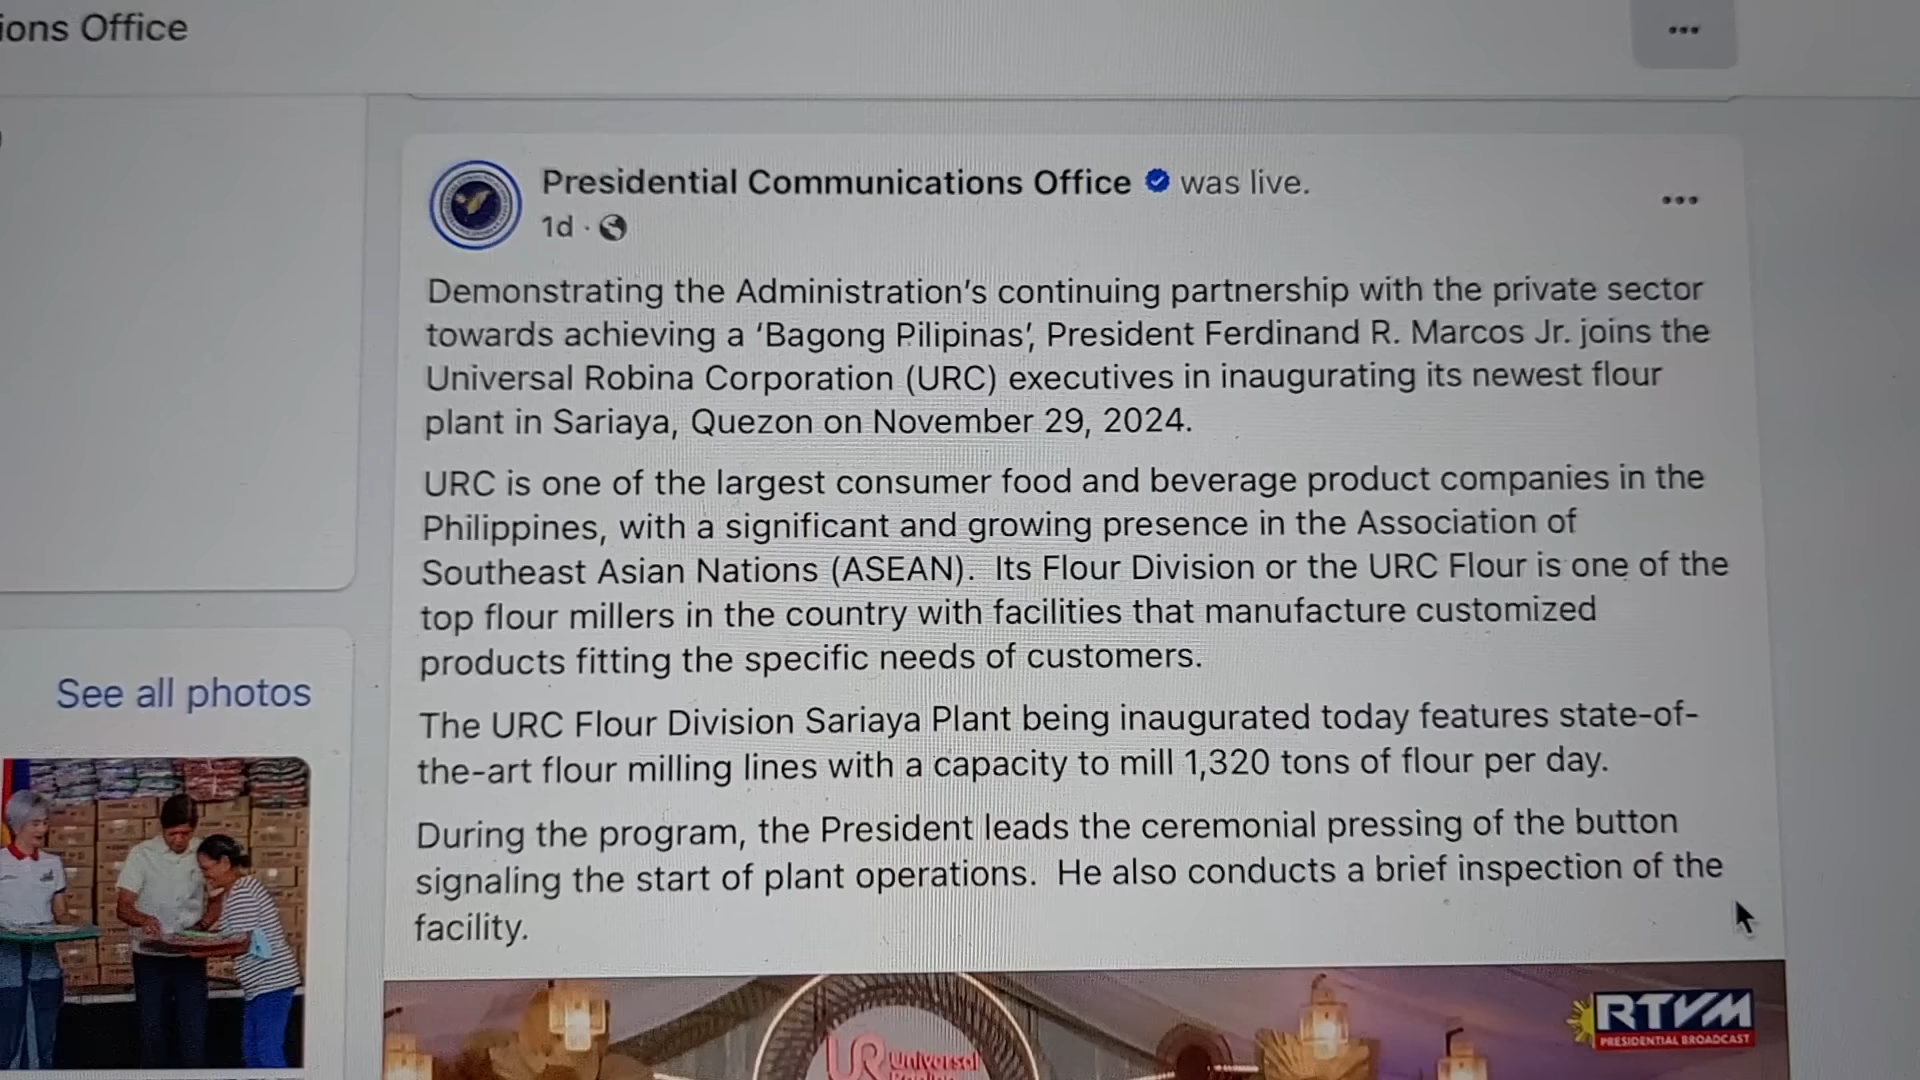 ions Office
Presidential Communications Office was live.
1d ·
Demonstrating the Administration's continuing partnership with the private sector
towards achieving a 'Bagong Pilipinas', President Ferdinand R. Marcos Jr. joins the
Universal Robina Corporation (URC) executives in inaugurating its newest flour
plant in Sariaya, Quezon on November 29, 2024.
URC is one of the largest consumer food and beverage product companies in the
Philippines, with a significant and growing presence in the Association of
Southeast Asian Nations (ASEAN).  Its Flour Division or the URC Flour is one of the
top flour millers in the country with facilities that manufacture customized
products fitting the specific needs of customers.
The URC Flour Division Sariaya Plant being inaugurated today features state-of-
the-art flour milling lines with a capacity to mill 1,320 tons of flour per day.
During the program, the President leads the ceremonial pressing of the button
signaling the start of plant operations.  He also conducts a brief inspection of the
facility.
See all photos
RTVM
PRESIDENTIAL BROADCAST
UR Universal